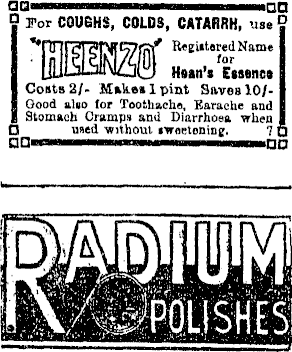 For COUGHS, COLDS, CATARRH, use
"HEENZO"
Registered Name
for
Hean's Essence
Costs 2/- Makes 1 pint Saves 10/-
Good also for Toothache, Earache and
Stomach Cramps and Diarrhoea when
used without sweetening. 7
RADIUM
POLISHES